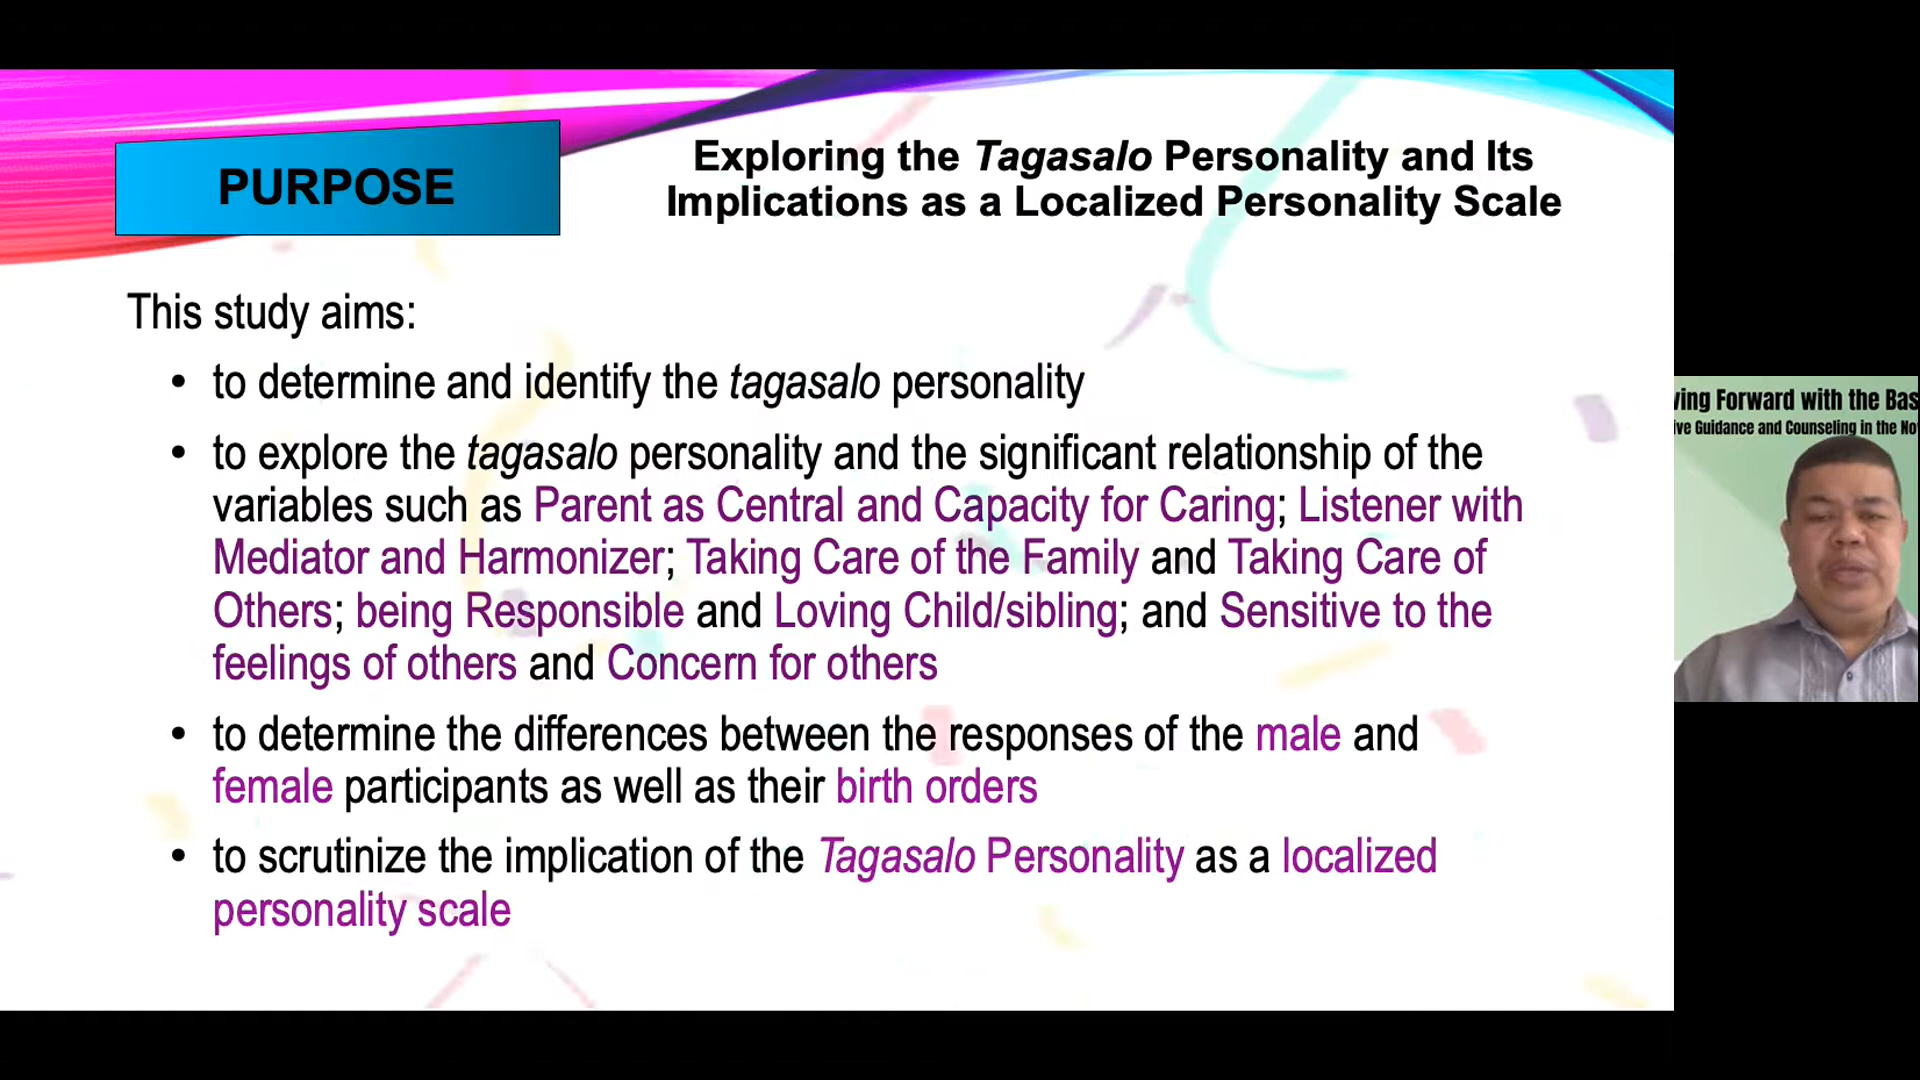 PURPOSE
Exploring the Tagasalo Personality and Its
Implications as a Localized Personality Scale
This study aims:
• to determine and identify the tagasalo personality
• to explore the tagasalo personality and the significant relationship of the
variables such as Parent as Central and Capacity for Caring; Listener with
Mediator and Harmonizer; Taking Care of the Family and Taking Care of
Others; being Responsible and Loving Child/sibling; and Sensitive to the
feelings of others and Concern for others
• to determine the differences between the responses of the male and
female participants as well as their birth orders
• to scrutinize the implication of the Tagasalo Personality as a localized
personality scale
ving Forward with the Bas
ive Guidance and Counseling in the No